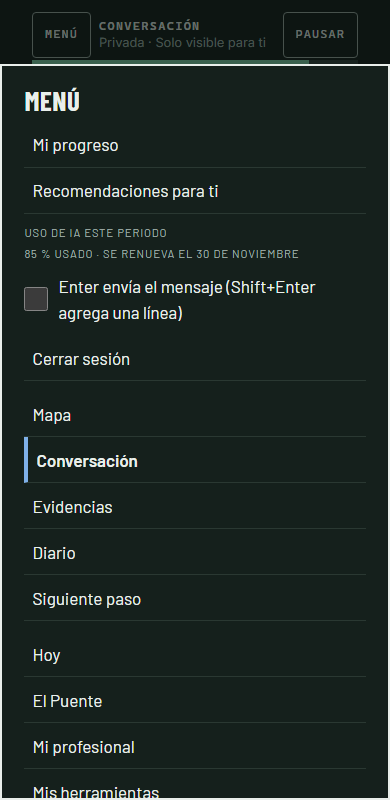 MENÚ
CONVERSACIÓN
Privada · Solo visible para ti
PAUSAR
MENÚ
Mi progreso
Recomendaciones para ti
USO DE IA ESTE PERIODO
85 % USADO · SE RENUEVA EL 30 DE NOVIEMBRE
Enter envía el mensaje (Shift+Enter
agrega una línea)
Cerrar sesión
Mapa
Conversación
Evidencias
Diario
Siguiente paso
Hoy
El Puente
Mi profesional
Mis herramientas